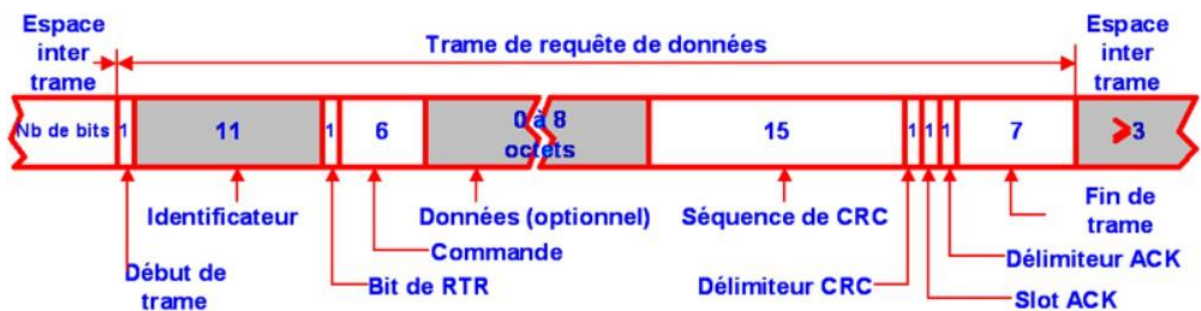 Espace
inter
trame
Trame de requête de données
Espace
inter
trame
Nb de bits
1
11
1
6
0 à 8
octets
15
1
1
1
7
≥3
Identificateur
Données (optionnel)
Séquence de CRC
Fin de
trame
Commande
Délimiteur ACK
Début de
trame
Bit de RTR
Délimiteur CRC
Slot ACK